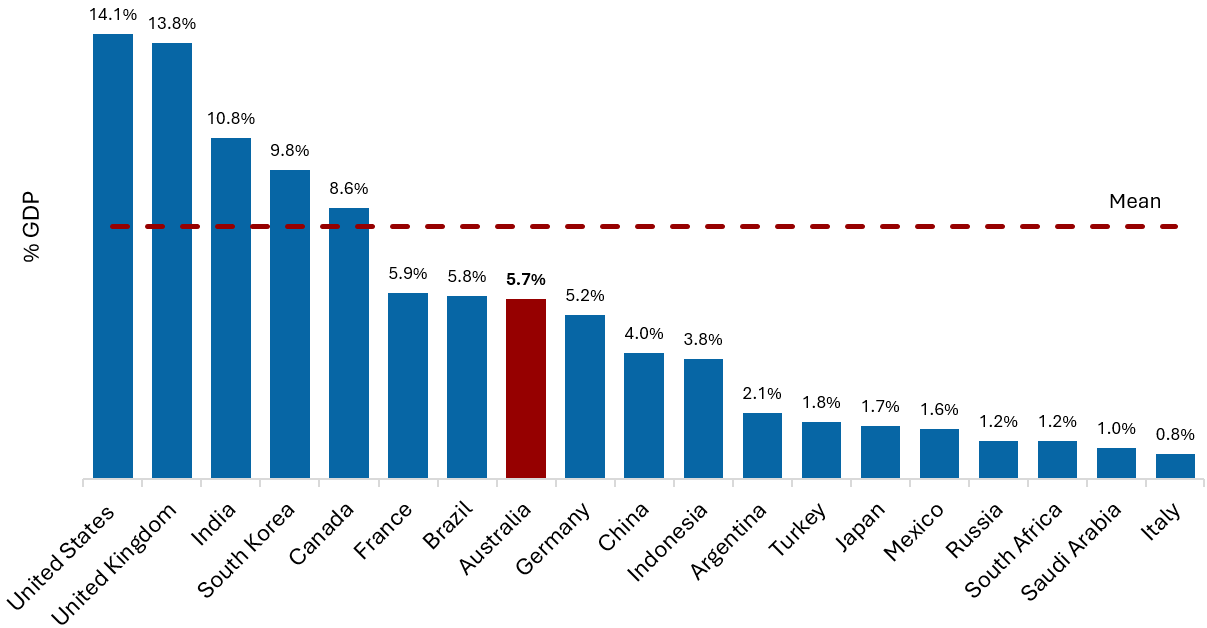 14.1%
13.8%
10.8%
9.8%
8.6%
5.9%
5.8%
5.7%
5.2%
4.0%
3.8%
2.1%
1.8%
1.7%
1.6%
1.2%
1.2%
1.0%
0.8%
Mean
% GDP
United States
United Kingdom
India
South Korea
Canada
France
Brazil
Australia
Germany
China
Indonesia
Argentina
Turkey
Japan
Mexico
Russia
South Africa
Saudi Arabia
Italy